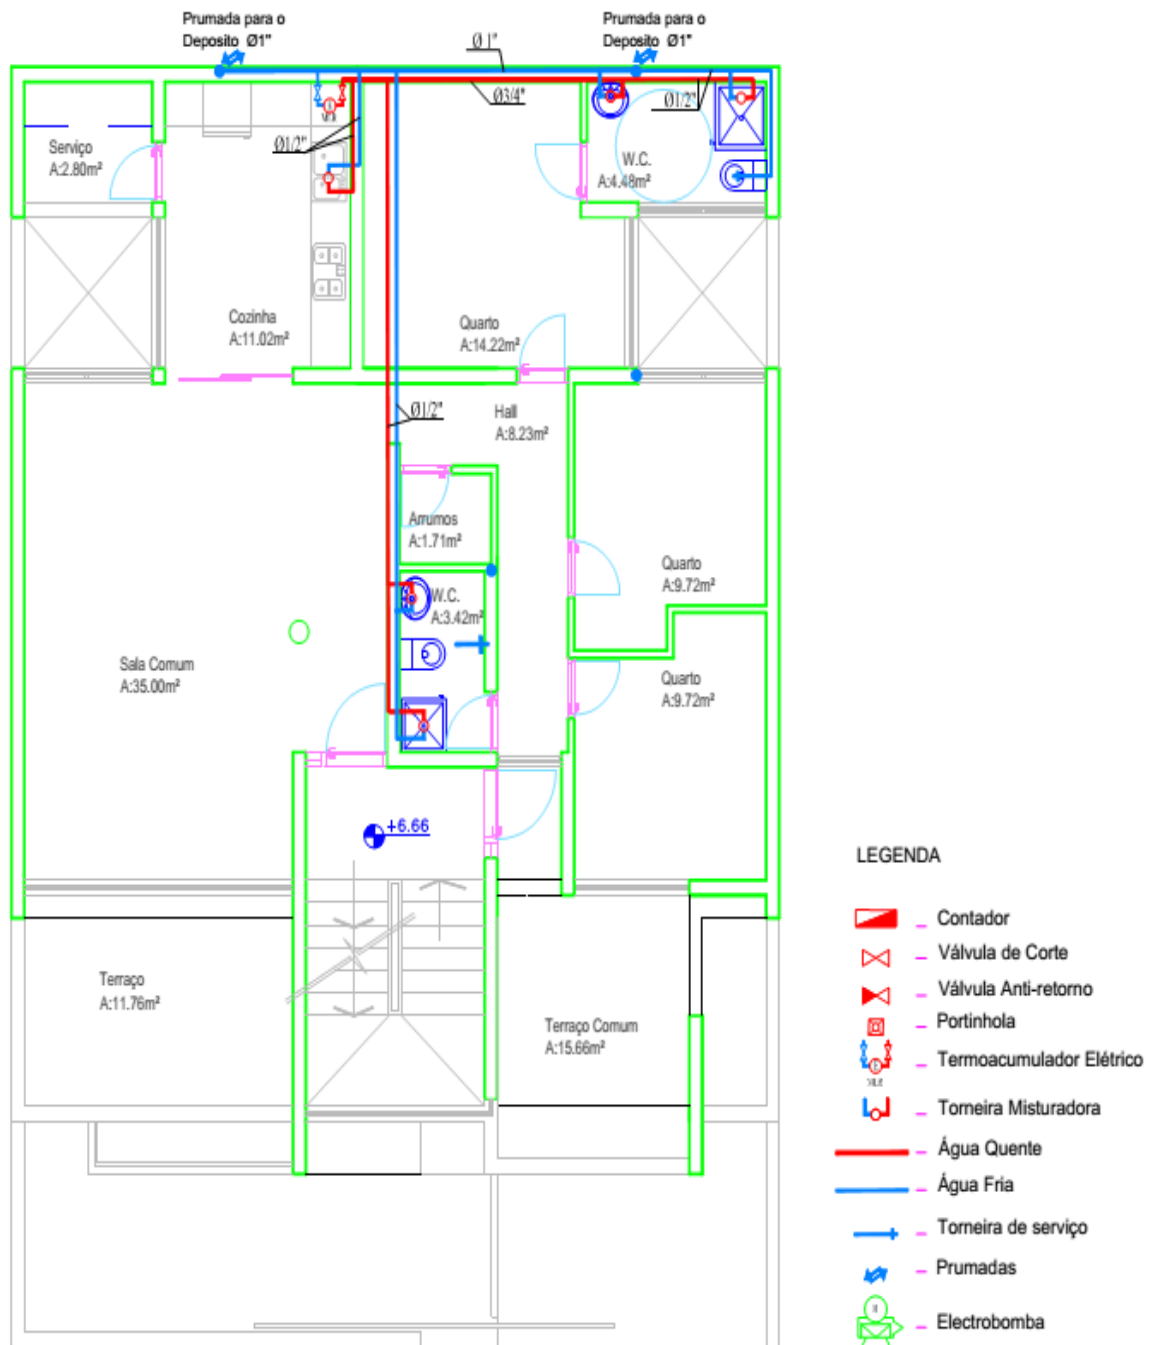 Prumada para o
Deposito Ø1"
Prumada para o
Deposito Ø1"
Ø 1"
Ø3/4"
Ø1/2"
Ø1/2"
Serviço
A:2.80m²
W.C.
A:4.48m²
Cozinha
A:11.02m²
Quarto
A:14.22m²
Ø1/2"
Hall
A:8.23m²
Arrumos
A:1.71m²
Quarto
A:9.72m²
W.C.
A:3.42m²
Sala Comum
A:35.00m²
Quarto
A:9.72m²
+6.66
Terraço
A:11.76m²
Terraço Comum
A:15.66m²
LEGENDA
Contador
Válvula de Corte
Válvula Anti-retorno
Portinhola
Termoacumulador Elétrico
Torneira Misturadora
Água Quente
Água Fria
Torneira de serviço
Prumadas
Electrobomba